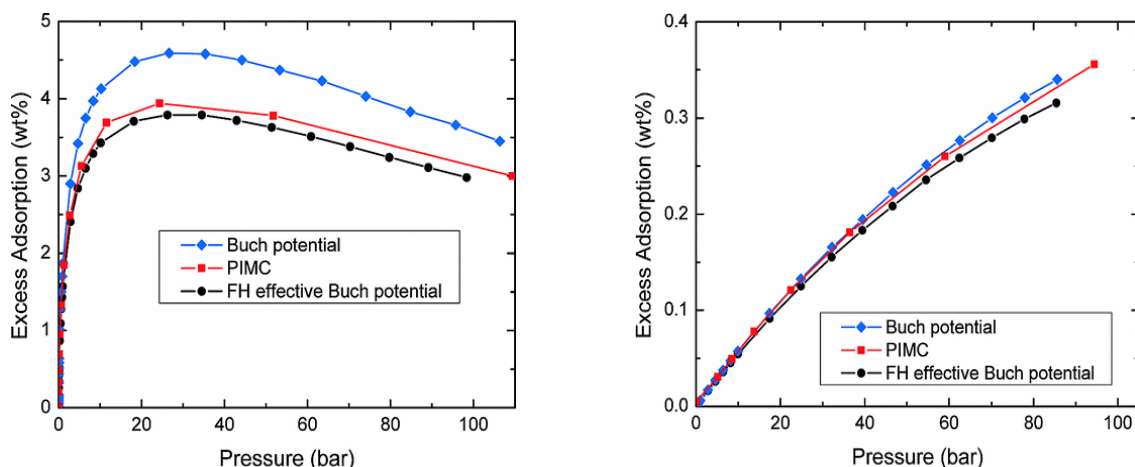 5
4
3
2
1
0
Excess Adsorption (wt%)
Buch potential
PIMC
FH effective Buch potential
0 20 40 60 80 100
Pressure (bar)
0.4
0.3
0.2
0.1
0.0
Excess Adsorption (wt%)
Buch potential
PIMC
FH effective Buch potential
0 20 40 60 80 100
Pressure (bar)